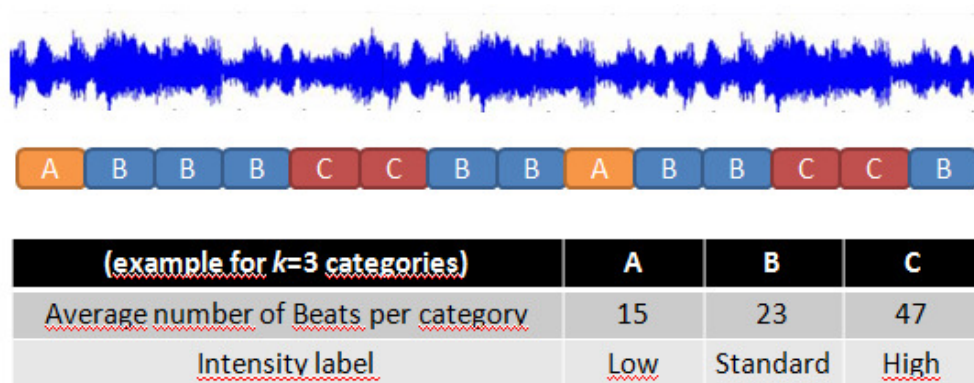 A B B B C C B B A B B C C B
(example for k=3 categories) A B C
Average number of Beats per category 15 23 47
Intensity label Low Standard High